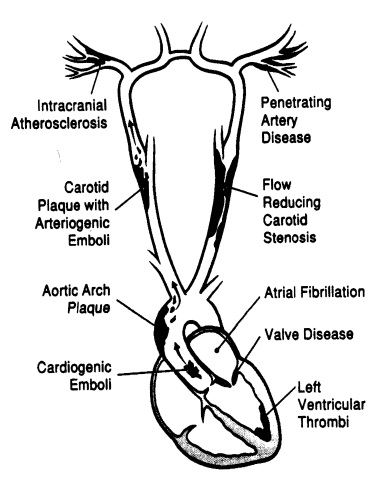 Intracranial
Atherosclerosis
Penetrating
Artery
Disease
Carotid
Plaque with
Arteriogenic
Emboli
Flow
Reducing
Carotid
Stenosis
Aortic Arch
Plaque
Atrial Fibrillation
Valve Disease
Cardiogenic
Emboli
Left
Ventricular
Thrombi